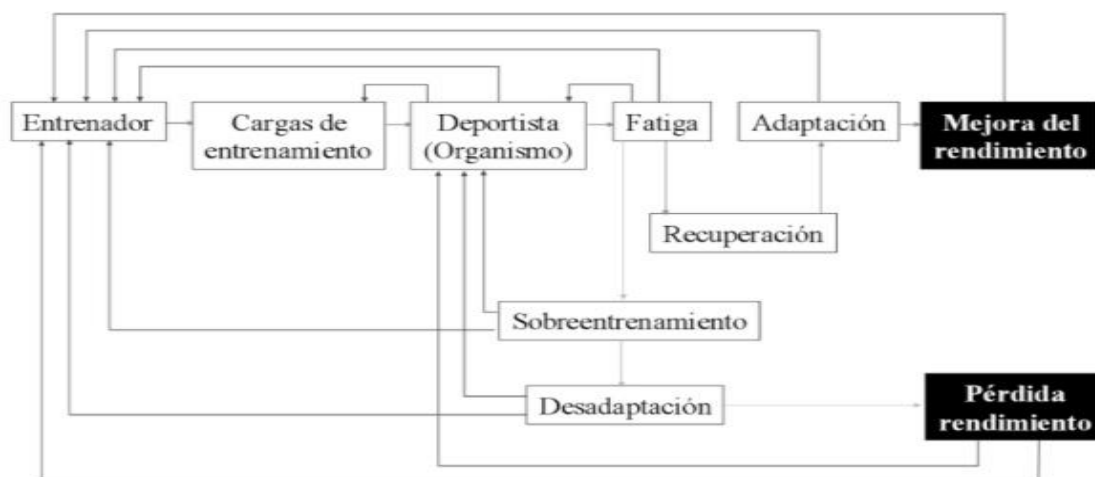 Entrenador
Cargas de
entrenamiento
Deportista
(Organismo)
Fatiga
Adaptación
Mejora del
rendimiento
Recuperación
Sobreentrenamiento
Desadaptación
Pérdida
rendimiento